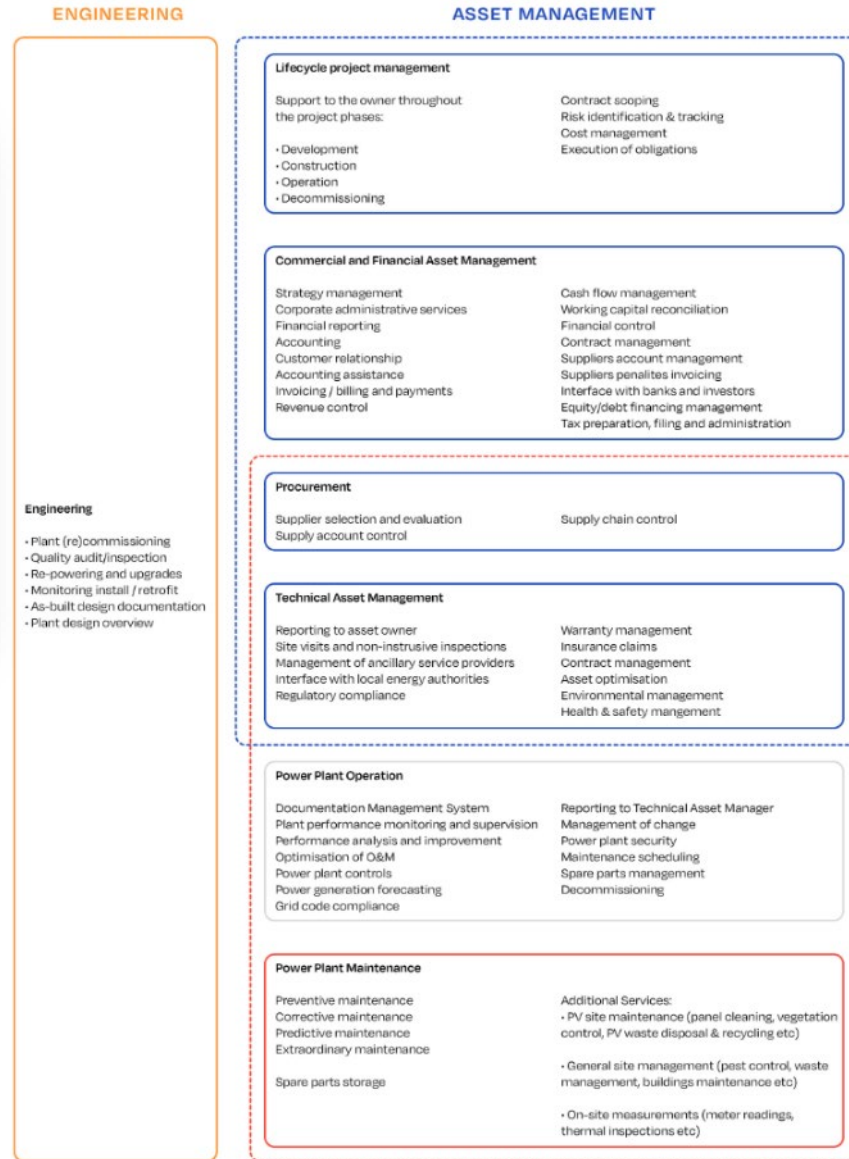 ENGINEERING
ASSET MANAGEMENT
Engineering
• Plant (re)commissioning
• Quality audit/inspection
• Re-powering and upgrades
• Monitoring install / retrofit
• As-built design documentation
• Plant design overview
Lifecycle project management
Support to the owner throughout
the project phases:
• Development
• Construction
• Operation
• Decommissioning
Contract scoping
Risk identification & tracking
Cost management
Execution of obligations
Commercial and Financial Asset Management
Strategy management
Corporate administrative services
Financial reporting
Accounting
Customer relationship
Accounting assistance
Invoicing / billing and payments
Revenue control
Cash flow management
Working capital reconciliation
Financial control
Contract management
Suppliers account management
Suppliers penalites invoicing
Interface with banks and investors
Equity/debt financing management
Tax preparation, filing and administration
Procurement
Supplier selection and evaluation
Supply account control
Supply chain control
Technical Asset Management
Reporting to asset owner
Site visits and non-instrusive inspections
Management of ancillary service providers
Interface with local energy authorities
Regulatory compliance
Warranty management
Insurance claims
Contract management
Asset optimisation
Environmental management
Health & safety mangement
Power Plant Operation
Documentation Management System
Plant performance monitoring and supervision
Performance analysis and improvement
Optimisation of O&M
Power plant controls
Power generation forecasting
Grid code compliance
Reporting to Technical Asset Manager
Management of change
Power plant security
Maintenance scheduling
Spare parts management
Decommissioning
Power Plant Maintenance
Preventive maintenance
Corrective maintenance
Predictive maintenance
Extraordinary maintenance
Spare parts storage
Additional Services:
• PV site maintenance (panel cleaning, vegetation
control, PV waste disposal & recycling etc)
• General site management (pest control, waste
management, buildings maintenance etc)
• On-site measurements (meter readings,
thermal inspections etc)